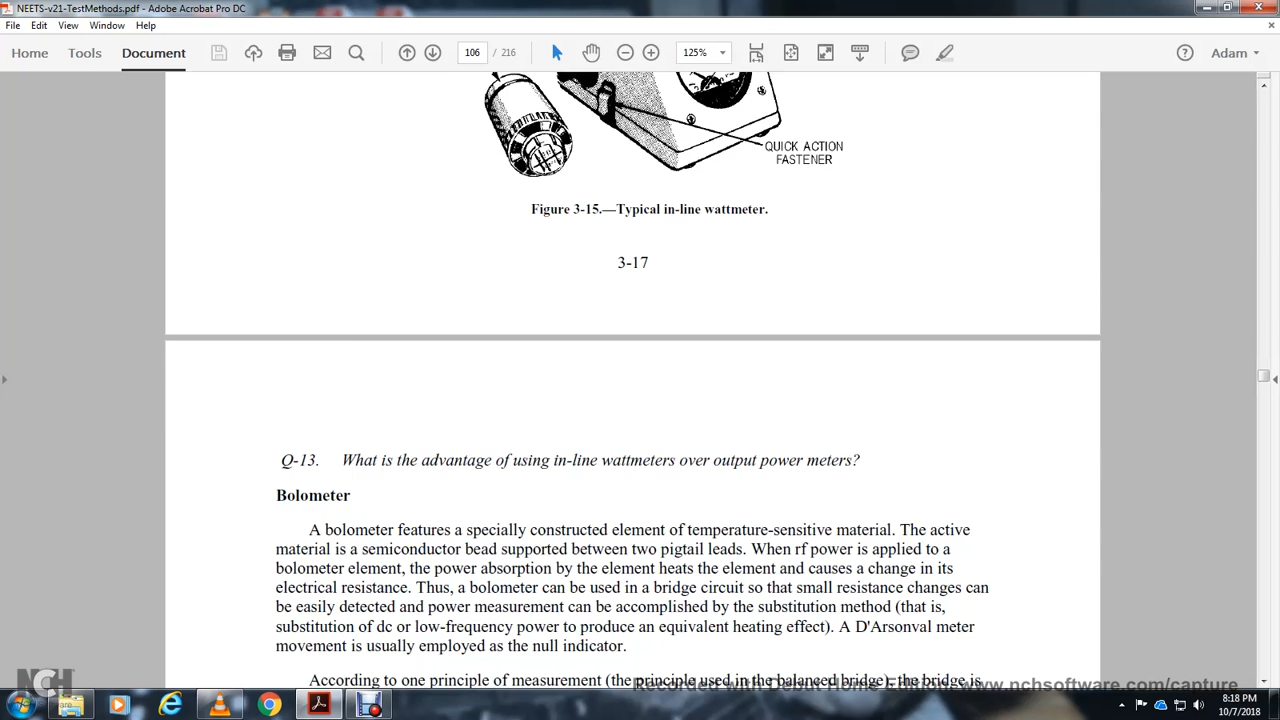 NEETS-v21-TestMethods.pdf - Adobe Acrobat Pro DC
File Edit View Window Help
Home Tools Document 106 / 216 125% Adam
QUICK ACTION
FASTENER
Figure 3-15.—Typical in-line wattmeter.
3-17
Q-13. What is the advantage of using in-line wattmeters over output power meters?
Bolometer
A bolometer features a specially constructed element of temperature-sensitive material. The active
material is a semiconductor bead supported between two pigtail leads. When rf power is applied to a
bolometer element, the power absorption by the element heats the element and causes a change in its
electrical resistance. Thus, a bolometer can be used in a bridge circuit so that small resistance changes can
be easily detected and power measurement can be accomplished by the substitution method (that is,
substitution of dc or low-frequency power to produce an equivalent heating effect). A D'Arsonval meter
movement is usually employed as the null indicator.
According to one principle of measurement (the principle used in the balanced bridge), the bridge is
Recorded with Debut Home Edition www.nchsoftware.com/capture
NCH
ware
8:18 PM
10/7/2018